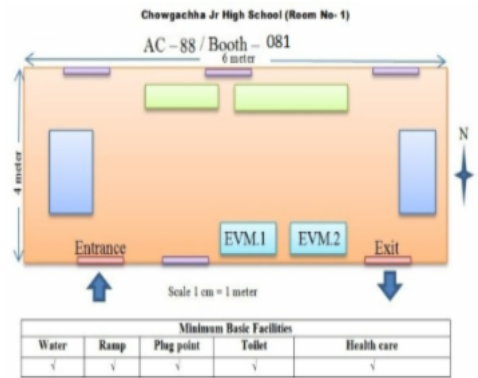 Chowgachha Jr High School (Room No- 1)
AC – 88 / Booth – 081
6 meter
4 meter
N
EVM.1 EVM.2
Entrance Exit
Scale 1 cm = 1 meter
Minimum Basic Facilities
Water Ramp Plug point Toilet Health care
√ √ √ √ √